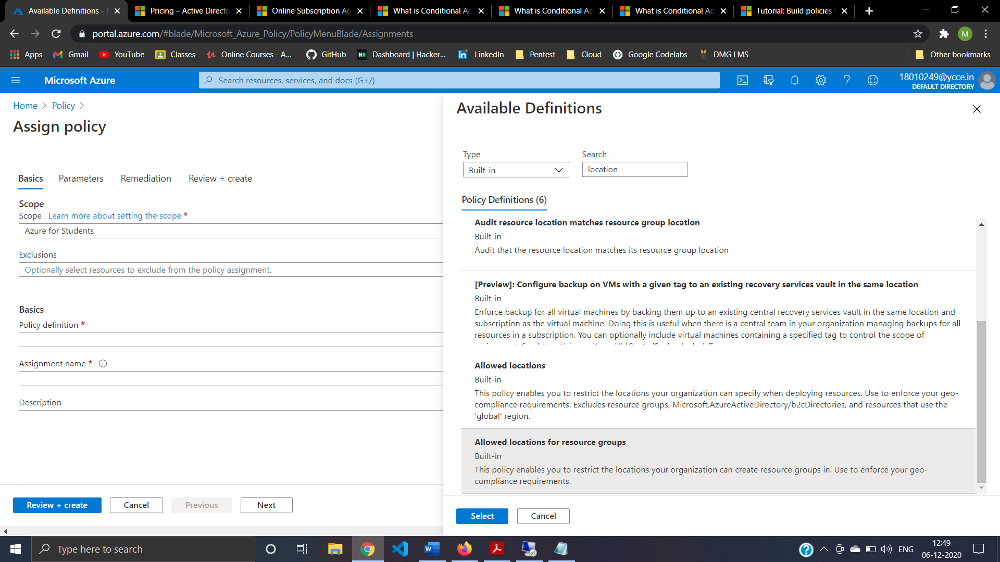 Available Definitions - M
Pricing – Active Directo
Online Subscription Ag
What is Conditional Ac
What is Conditional Ac
What is Conditional Ac
Tutorial: Build policies t
portal.azure.com/#blade/Microsoft_Azure_Policy/PolicyMenuBlade/Assignments
M
Apps
Gmail
YouTube
Classes
Online Courses - A...
GitHub
Dashboard | Hacker...
LinkedIn
Pentest
Cloud
Google Codelabs
DMG LMS
Other bookmarks
Microsoft Azure
Search resources, services, and docs (G+/)
18010249@ycce.in
DEFAULT DIRECTORY
Home > Policy >
Assign policy
Basics
Parameters
Remediation
Review + create
Scope
Scope Learn more about setting the scope *
Azure for Students
Exclusions
Optionally select resources to exclude from the policy assignment.
Basics
Policy definition *
Assignment name *
Description
Review + create
Cancel
Previous
Next
Available Definitions
Type
Built-in
Search
location
Policy Definitions (6)
Audit resource location matches resource group location
Built-in
Audit that the resource location matches its resource group location
[Preview]: Configure backup on VMs with a given tag to an existing recovery services vault in the same location
Built-in
Enforce backup for all virtual machines by backing them up to an existing central recovery services vault in the same location and
subscription as the virtual machine. Doing this is useful when there is a central team in your organization managing backups for all
resources in a subscription. You can optionally include virtual machines containing a specified tag to control the scope of
Allowed locations
Built-in
This policy enables you to restrict the locations your organization can specify when deploying resources. Use to enforce your geo-
compliance requirements. Excludes resource groups, Microsoft.AzureActiveDirectory/b2cDirectories, and resources that use the
'global' region.
Allowed locations for resource groups
Built-in
This policy enables you to restrict the locations your organization can create resource groups in. Use to enforce your geo-
compliance requirements.
Select
Cancel
Type here to search
ENG
12:49
06-12-2020